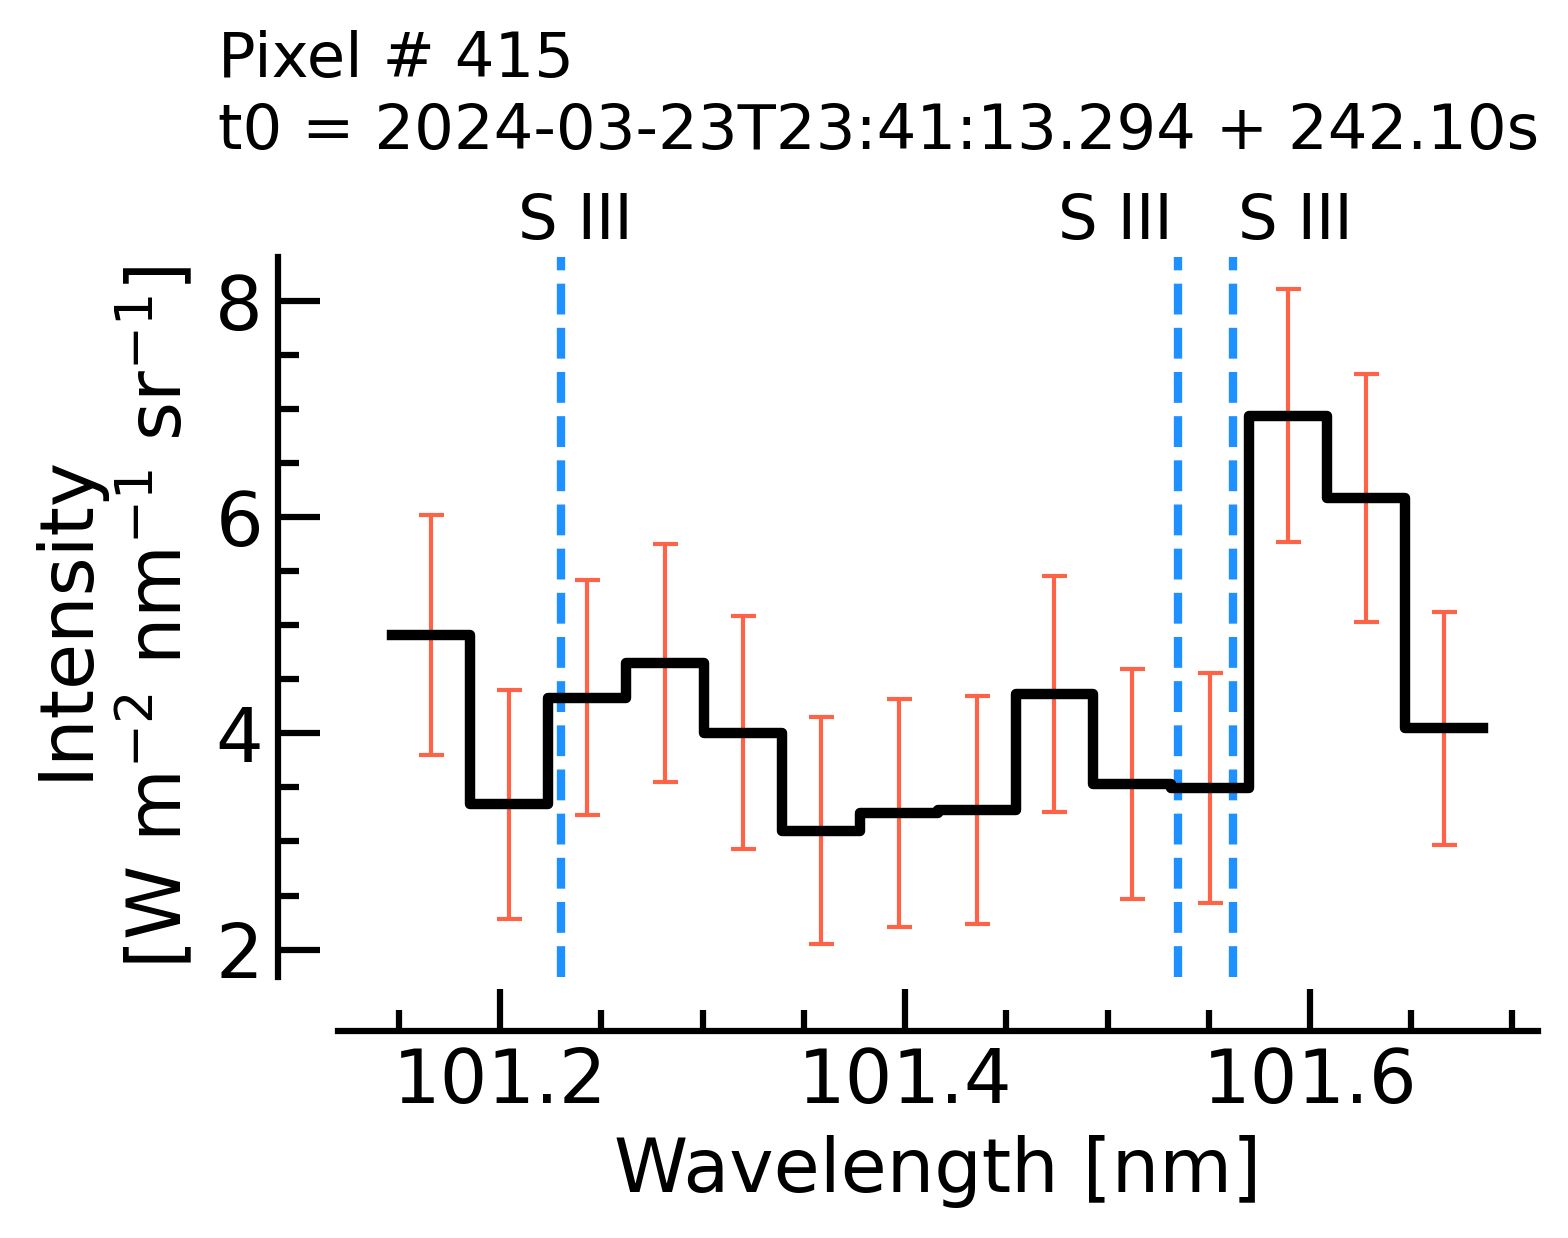 Pixel # 415
t0 = 2024-03-23T23:41:13.294 + 242.10s
S III S III S III
Intensity
[W m⁻² nm⁻¹ sr⁻¹]
8
6
4
2
101.2 101.4 101.6
Wavelength [nm]